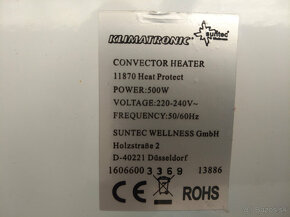 KLIMATRONIC® suntec
CONVECTOR HEATER
11870 Heat Protect
POWER:500W
VOLTAGE:220-240V~
FREQUENCY:50/60Hz
SUNTEC WELLNESS GmbH
Holzstraße 2
D-40221 Düsseldorf
1606600 3369 13886
CE ROHS